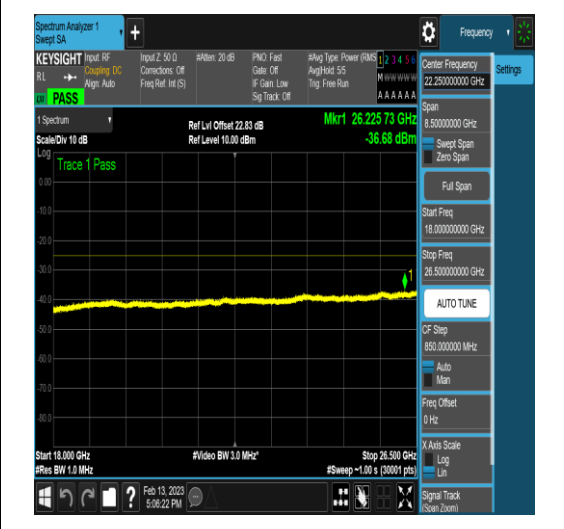 Spectrum Analyzer 1
Swept SA
Frequency
KEYSIGHT
RL
PASS
Input: RF
Coupling: DC
Align: Auto
Input Z: 50 Ω
Corrections: Off
Freq Ref: Int (S)
#Atten: 20 dB
PNO: Fast
Gate: Off
IF Gain: Low
Sig Track: Off
#Avg Type: Power (RMS
Avg|Hold: 5/5
Trig: Free Run
1 2 3 4 5 6
M w w w w w
A A A A A A
Center Frequency
22.250000000 GHz
Settings
Span
8.50000000 GHz
Swept Span
Zero Span
Full Span
Start Freq
18.000000000 GHz
Stop Freq
26.500000000 GHz
AUTO TUNE
CF Step
850.000000 MHz
Auto
Man
Freq Offset
0 Hz
X Axis Scale
Log
Lin
Signal Track
(Span Zoom)
1 Spectrum
Scale/Div 10 dB
Ref Lvl Offset 22.83 dB
Ref Level 10.00 dBm
Mkr1 26.225 73 GHz
-36.68 dBm
Log
Trace 1 Pass
0.00
-10.0
-20.0
-30.0
-40.0
-50.0
-60.0
-70.0
-80.0
1
Start 18.000 GHz
#Res BW 1.0 MHz
#Video BW 3.0 MHz*
Stop 26.500 GHz
#Sweep ~1.00 s (30001 pts)
?
Feb 13, 2023
5:06:22 PM